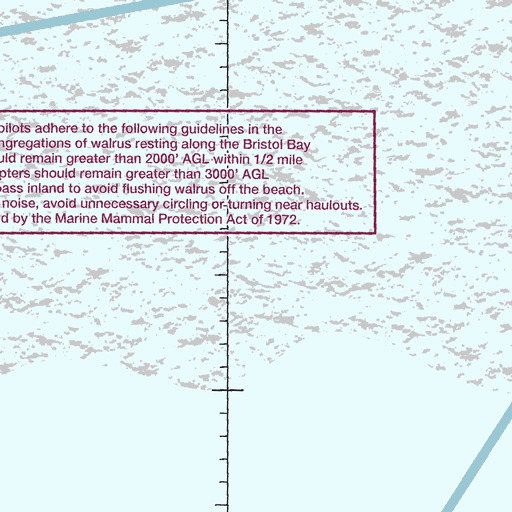 pilots adhere to the following guidelines in the
ngregations of walrus resting along the Bristol Bay
uld remain greater than 2000' AGL within 1/2 mile
pters should remain greater than 3000' AGL
pass inland to avoid flushing walrus off the beach.
noise, avoid unnecessary circling or turning near haulouts.
d by the Marine Mammal Protection Act of 1972.